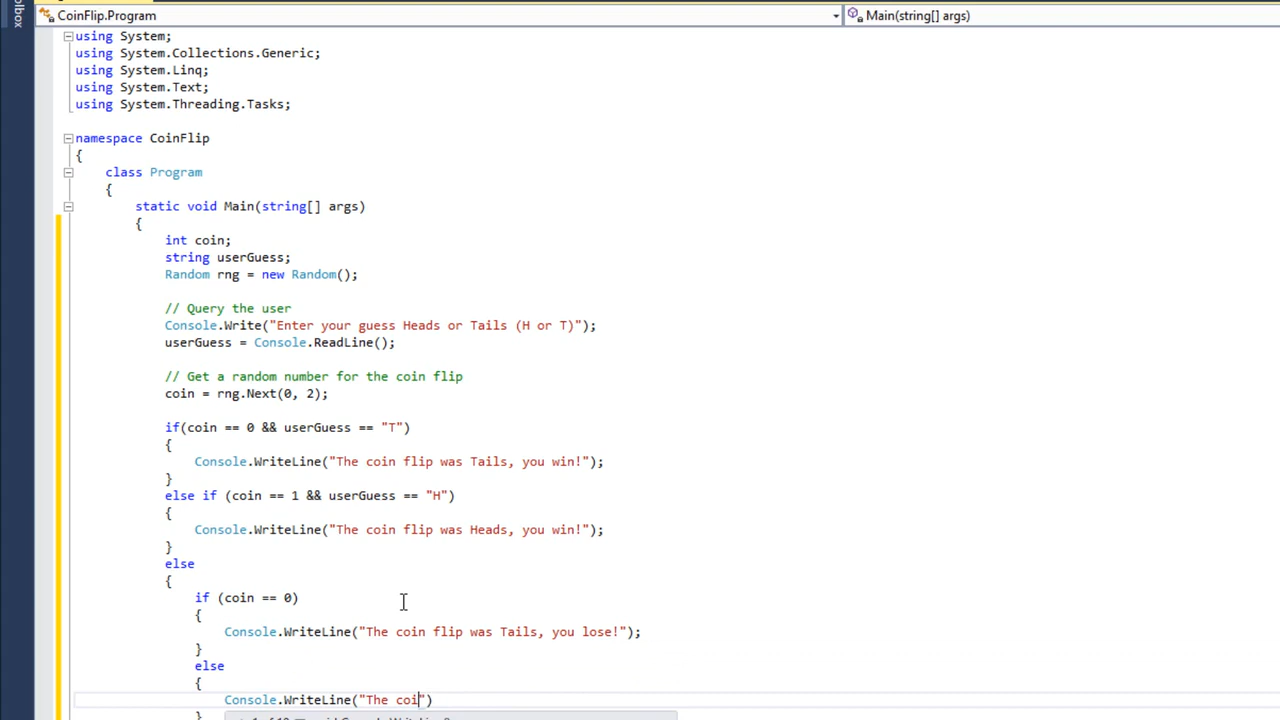 olbox
CoinFlip.Program Main(string[] args)
using System;
using System.Collections.Generic;
using System.Linq;
using System.Text;
using System.Threading.Tasks;
namespace CoinFlip
{
class Program
{
static void Main(string[] args)
{
int coin;
string userGuess;
Random rng = new Random();
// Query the user
Console.Write("Enter your guess Heads or Tails (H or T)");
userGuess = Console.ReadLine();
// Get a random number for the coin flip
coin = rng.Next(0, 2);
if(coin == 0 && userGuess == "T")
{
Console.WriteLine("The coin flip was Tails, you win!");
}
else if (coin == 1 && userGuess == "H")
{
Console.WriteLine("The coin flip was Heads, you win!");
}
else
{
if (coin == 0)
{
Console.WriteLine("The coin flip was Tails, you lose!");
}
else
{
Console.WriteLine("The coi")
}